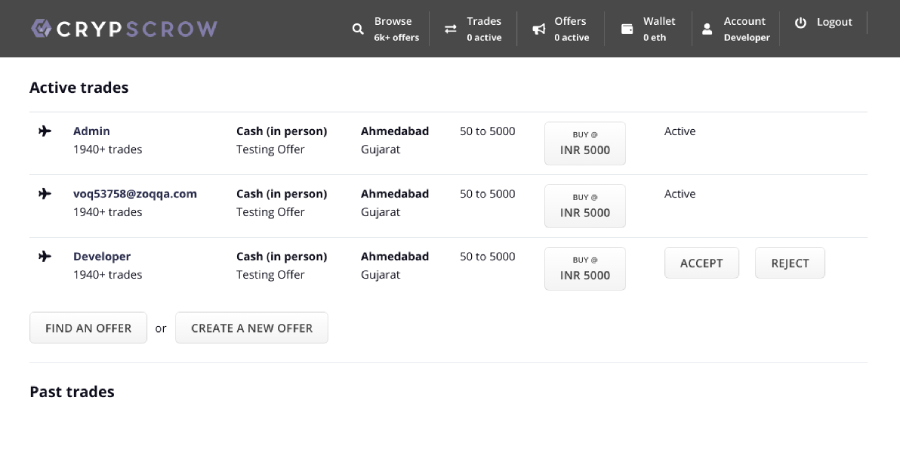 CRYPSCROW
Browse
6k+ offers
Trades
0 active
Offers
0 active
Wallet
0 eth
Account
Developer
Logout
Active trades
Admin
1940+ trades
Cash (in person)
Testing Offer
Ahmedabad
Gujarat
50 to 5000
BUY @
INR 5000
Active
voq53758@zoqqa.com
1940+ trades
Cash (in person)
Testing Offer
Ahmedabad
Gujarat
50 to 5000
BUY @
INR 5000
Active
Developer
1940+ trades
Cash (in person)
Testing Offer
Ahmedabad
Gujarat
50 to 5000
BUY @
INR 5000
ACCEPT
REJECT
FIND AN OFFER or CREATE A NEW OFFER
Past trades